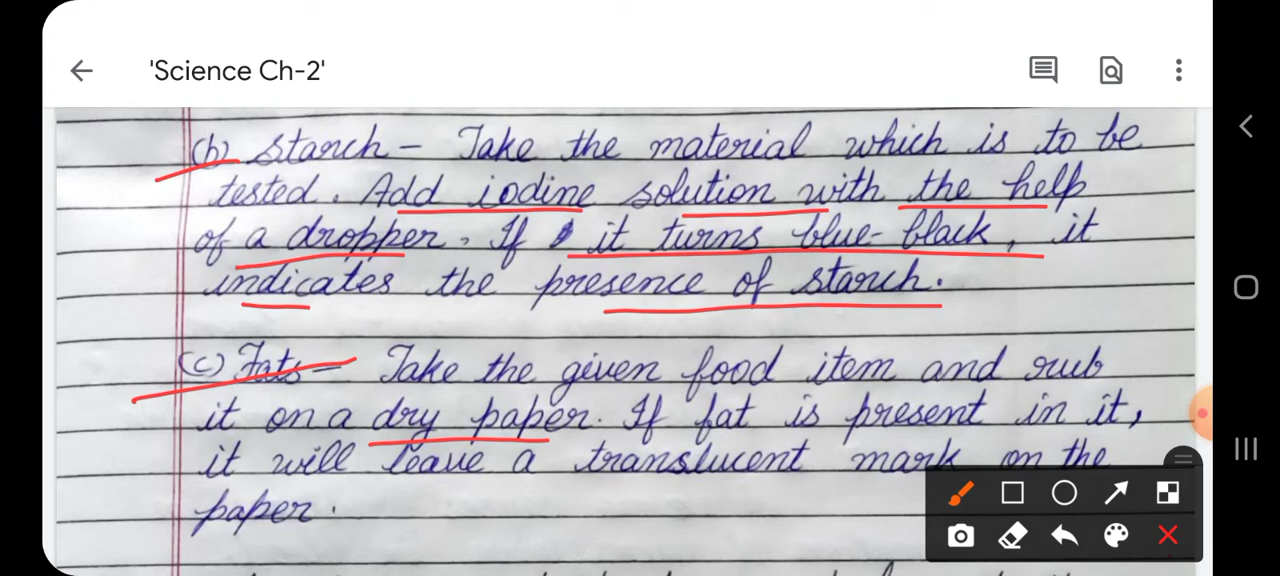 'Science Ch-2'
(b) Starch - Take the material which is to be
tested. Add iodine solution with the help
of a dropper. If it turns blue-black, it
indicates the presence of starch.
(c) Fats - Take the given food item and rub
it on a dry paper. If fat is present in it,
it will leave a translucent mark on the
paper.